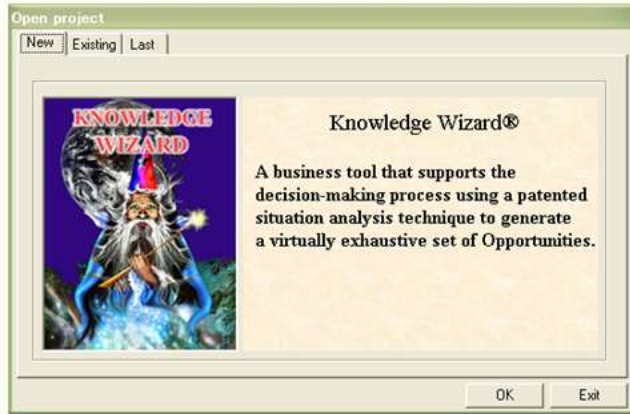 Open project
New Existing Last
KNOWLEDGE
WIZARD
Knowledge Wizard®
A business tool that supports the
decision-making process using a patented
situation analysis technique to generate
a virtually exhaustive set of Opportunities.
OK Exit